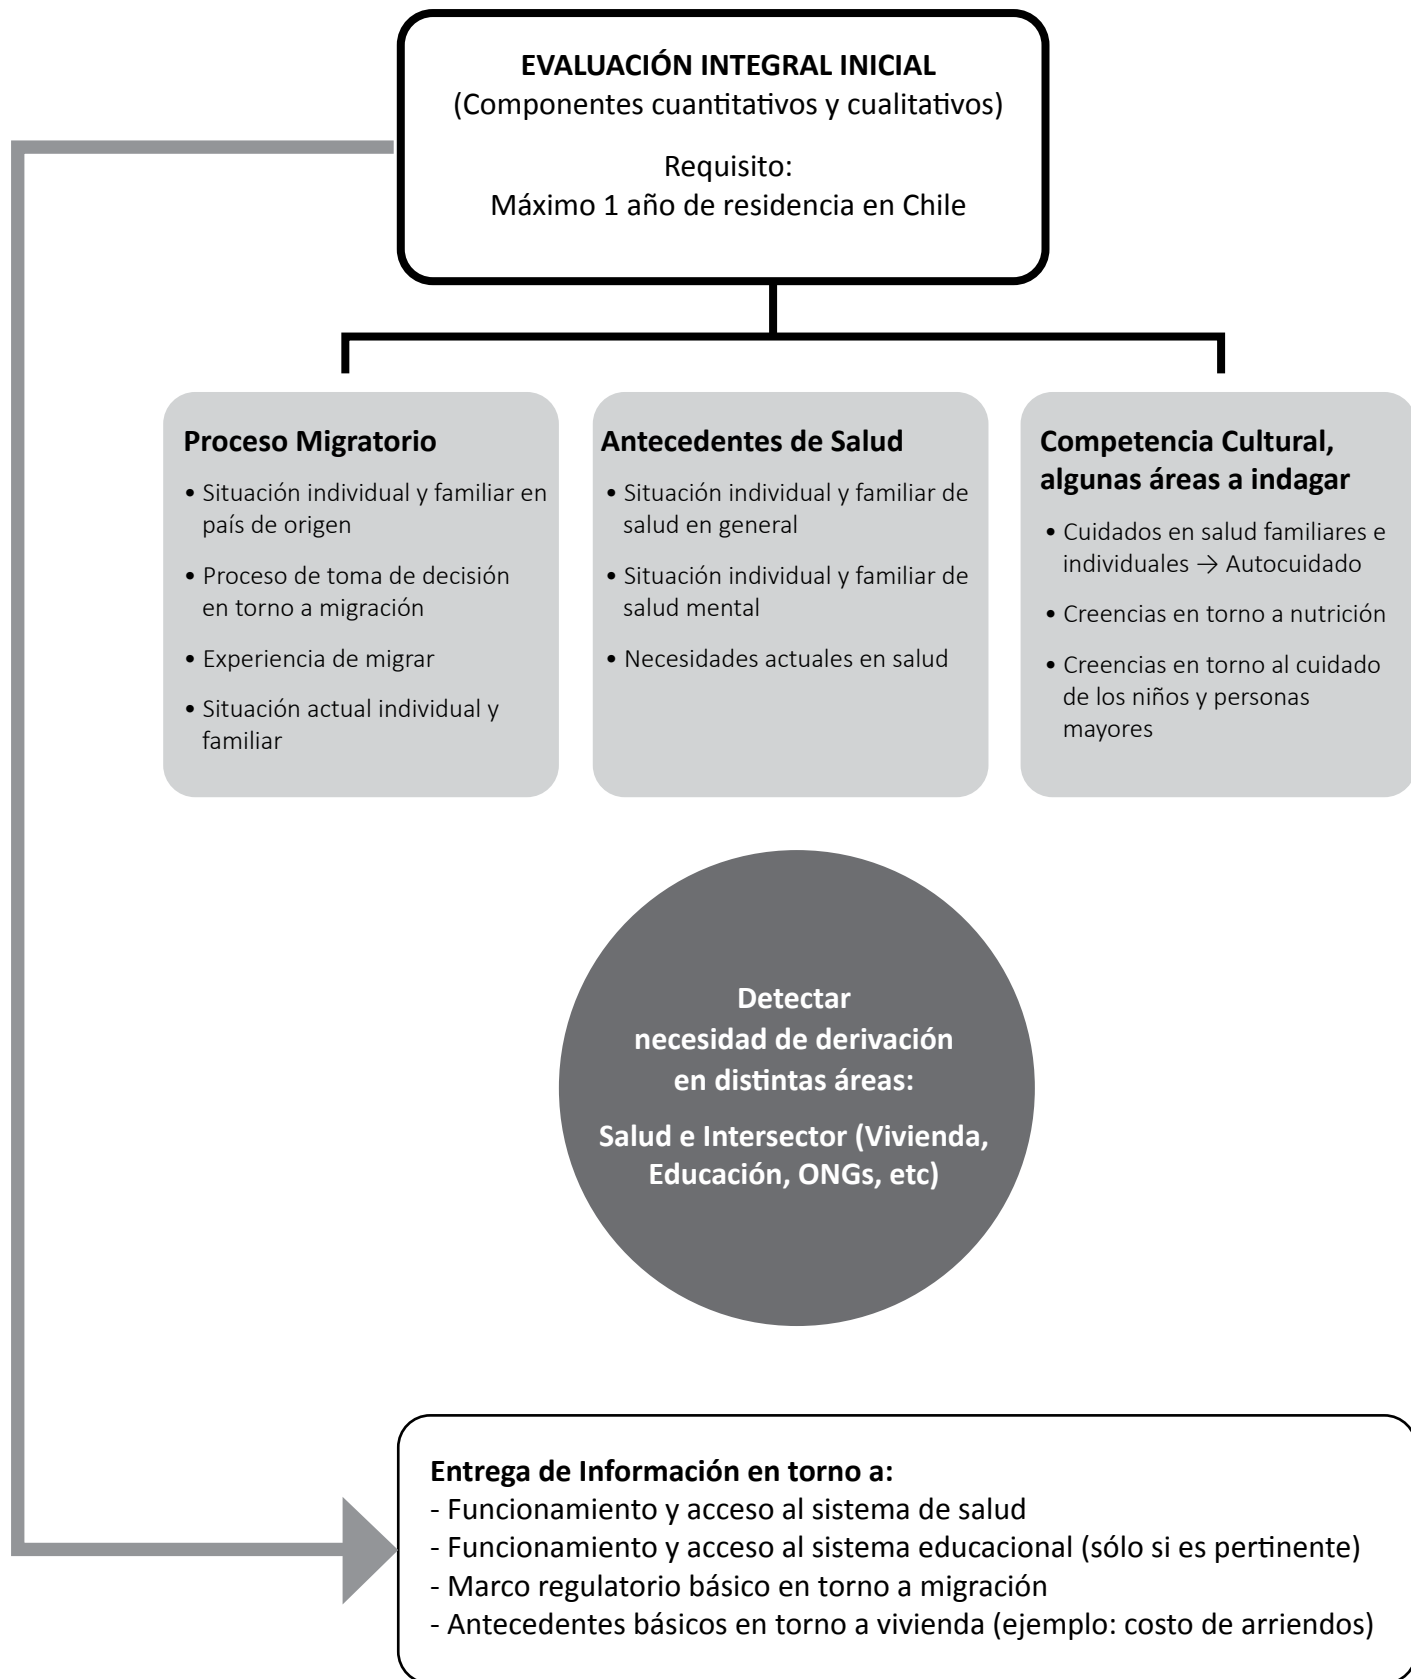 EVALUACIÓN INTEGRAL INICIAL
(Componentes cuantitativos y cualitativos)
Requisito:
Máximo 1 año de residencia en Chile
Proceso Migratorio
• Situación individual y familiar en
país de origen
• Proceso de toma de decisión
en torno a migración
• Experiencia de migrar
• Situación actual individual y
familiar
Antecedentes de Salud
• Situación individual y familiar de
salud en general
• Situación individual y familiar de
salud mental
• Necesidades actuales en salud
Competencia Cultural,
algunas áreas a indagar
• Cuidados en salud familiares e
individuales → Autocuidado
• Creencias en torno a nutrición
• Creencias en torno al cuidado
de los niños y personas
mayores
Detectar
necesidad de derivación
en distintas áreas:
Salud e Intersector (Vivienda,
Educación, ONGs, etc)
Entrega de Información en torno a:
- Funcionamiento y acceso al sistema de salud
- Funcionamiento y acceso al sistema educacional (sólo si es pertinente)
- Marco regulatorio básico en torno a migración
- Antecedentes básicos en torno a vivienda (ejemplo: costo de arriendos)